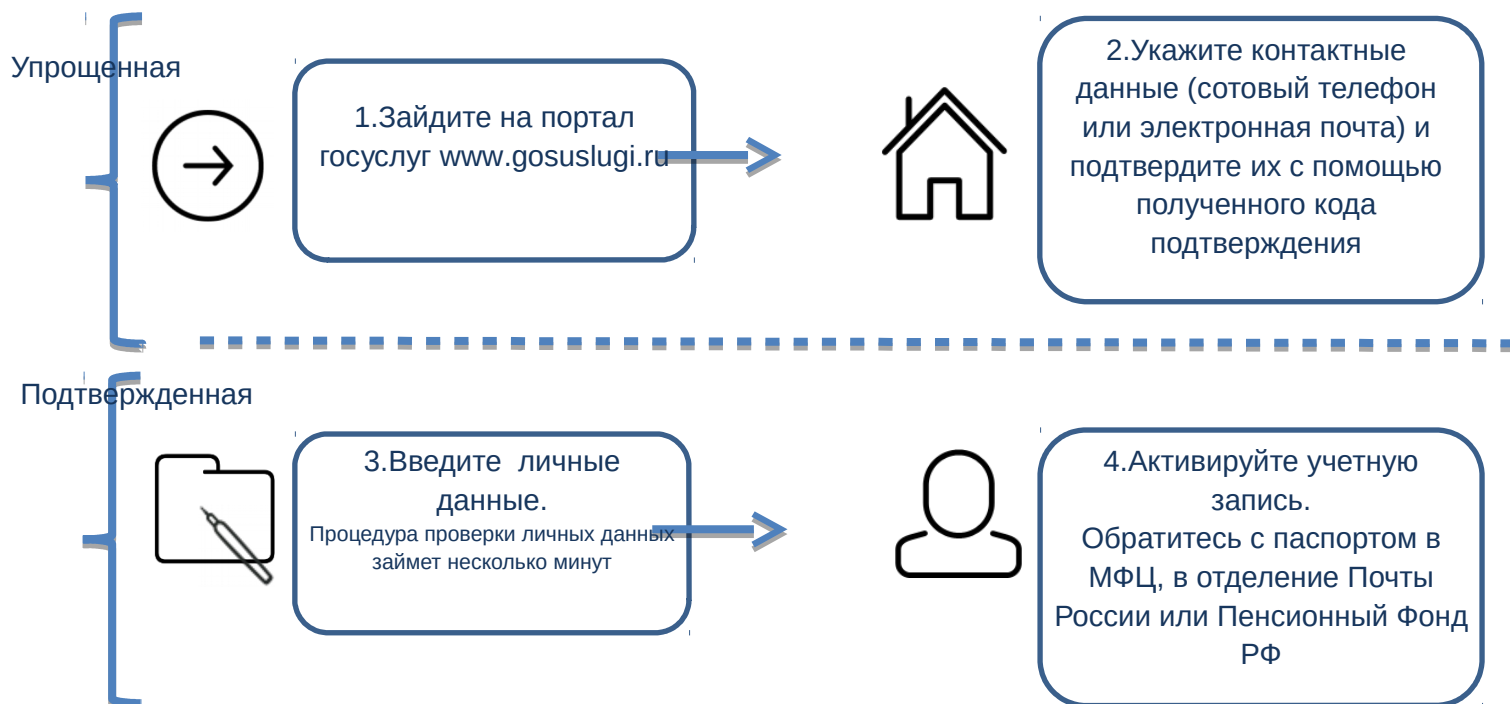 Упрощенная
1.Зайдите на портал
госуслуг www.gosuslugi.ru
2.Укажите контактные
данные (сотовый телефон
или электронная почта) и
подтвердите их с помощью
полученного кода
подтверждения
Подтвержденная
3.Введите личные
данные.
Процедура проверки личных данных
займет несколько минут
4.Активируйте учетную
запись.
Обратитесь с паспортом в
МФЦ, в отделение Почты
России или Пенсионный Фонд
РФ